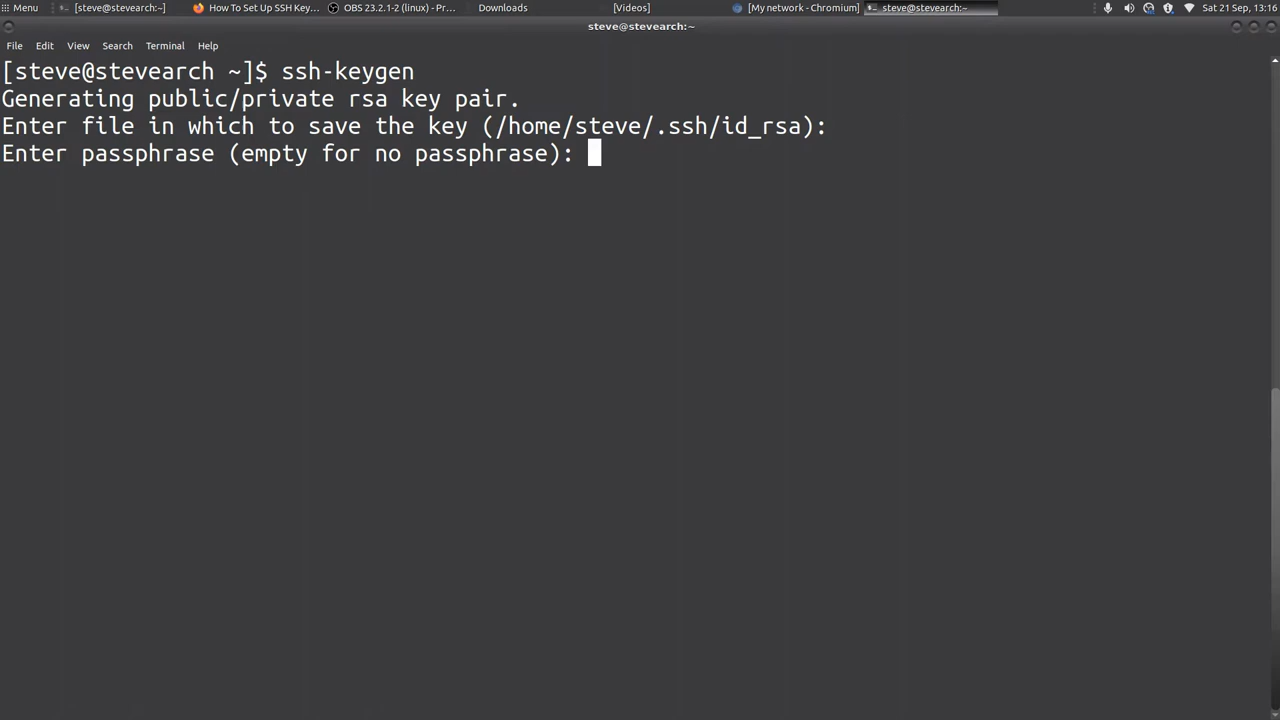 Menu [steve@stevearch:~] How To Set Up SSH Key... OBS 23.2.1-2 (linux) - Pr... Downloads [Videos] [My network - Chromium] steve@stevearch:~ Sat 21 Sep, 13:16
steve@stevearch:~
File Edit View Search Terminal Help
[steve@stevearch ~]$ ssh-keygen
Generating public/private rsa key pair.
Enter file in which to save the key (/home/steve/.ssh/id_rsa):
Enter passphrase (empty for no passphrase):